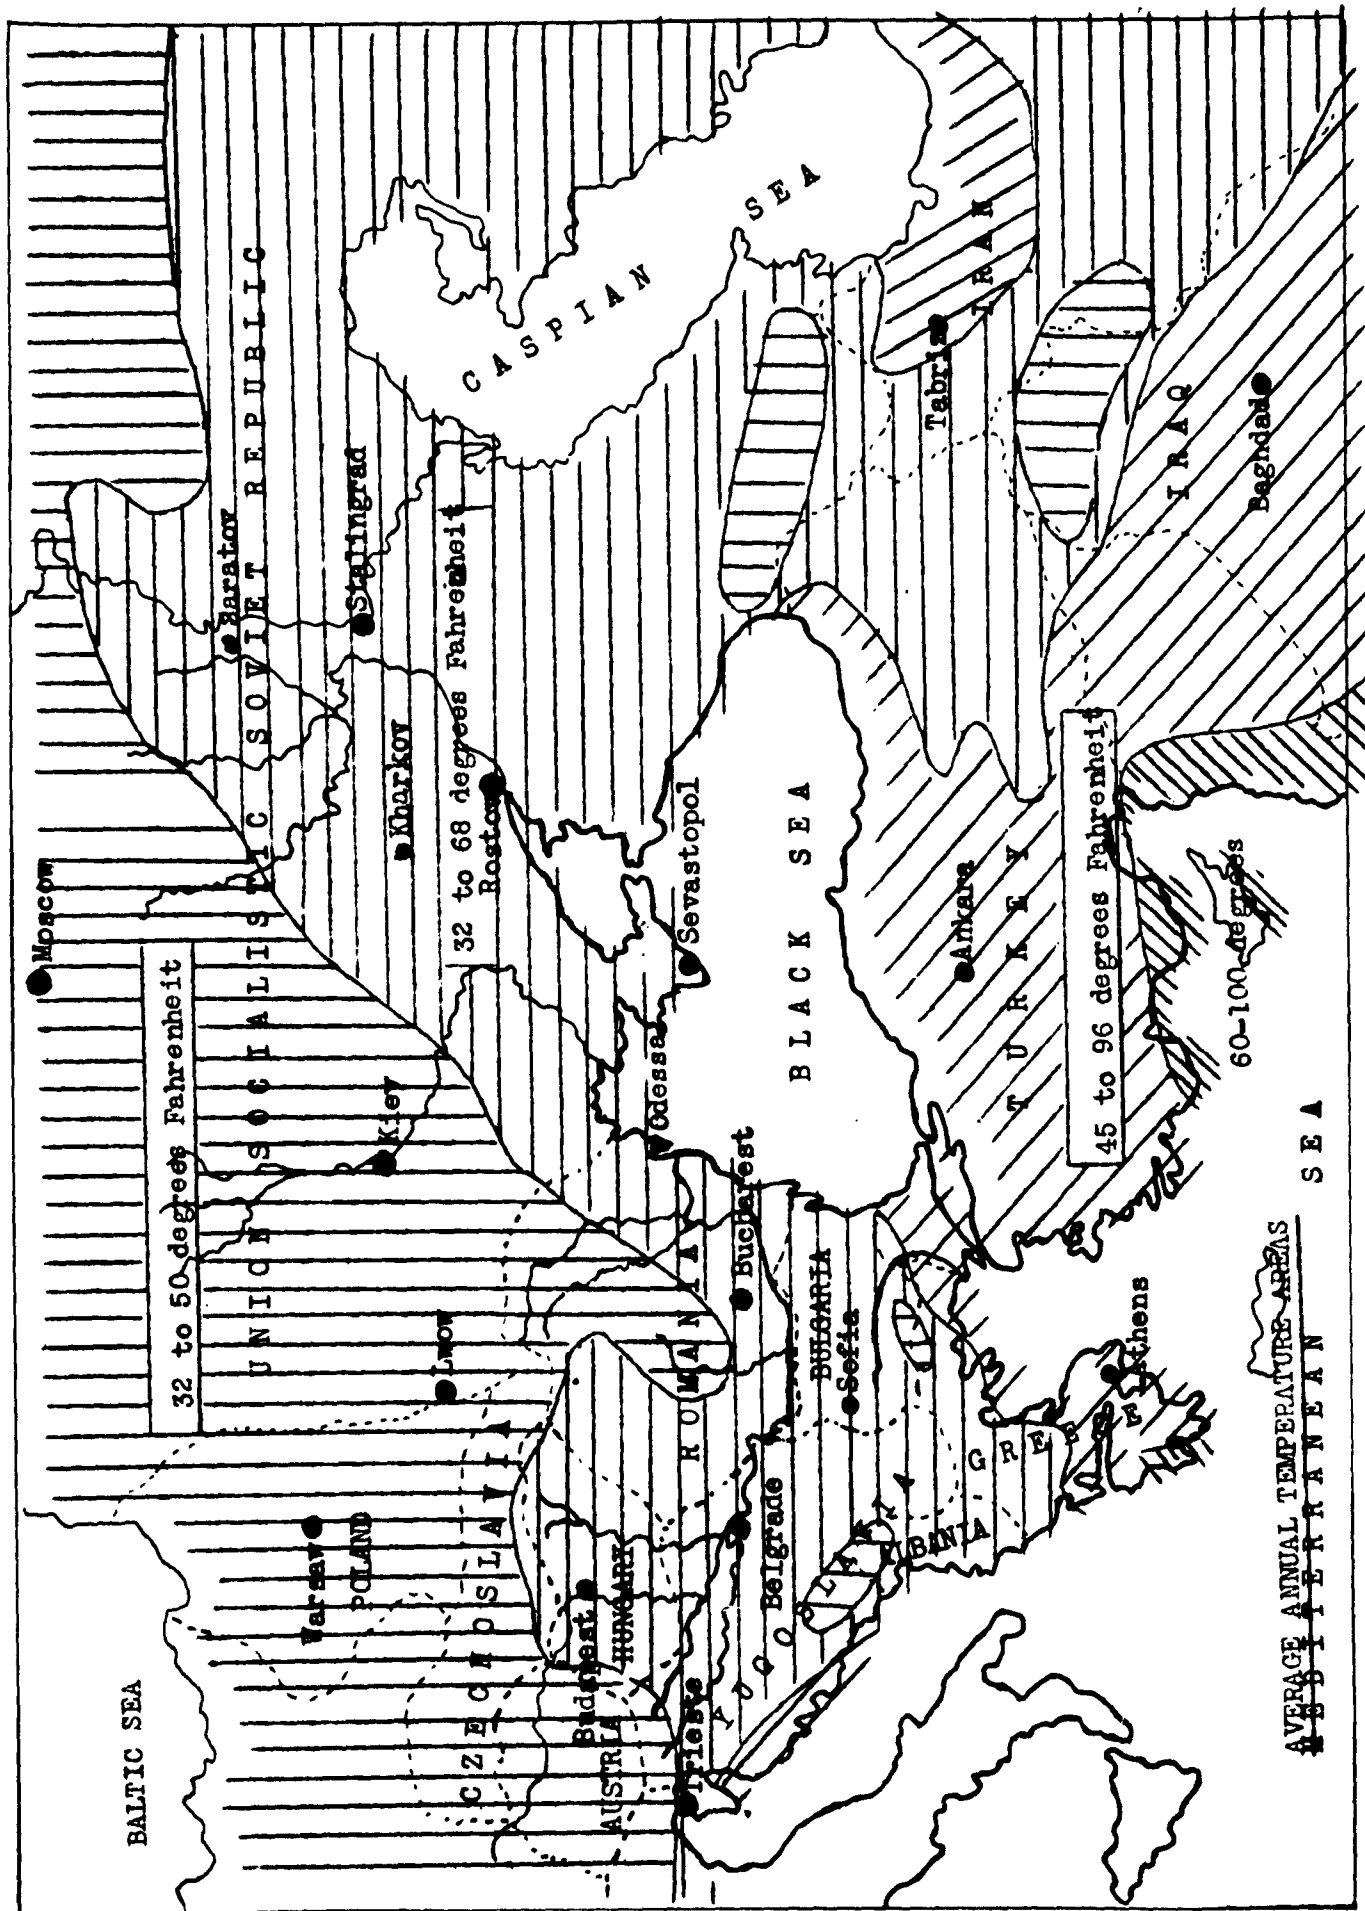 BALTIC SEA
Moscow
32 to 50 degrees Fahrenheit
UNION SOCIALISTIC SOVIET REPUBLIC
Saratov
Warsaw
POLAND
Kiev
Kharkov
Stalingrad
Lwow
CZECHOSLAVIA
32 to 68 degrees Fahrenheit
Rostov
CASPIAN SEA
Budapest
HUNGARY
AUSTRIA
Trieste
ROMANIA
Odessa
Sevastopol
Bucharest
Belgrade
BLACK SEA
BULGARIA
Sofia
ALBANIA
GREECE
Athens
Ankara
TURKEY
Tabriz
IRAN
45 to 96 degrees Fahrenheit
IRAQ
Baghdad
60-100 degrees
AVERAGE ANNUAL TEMPERATURE AREAS
MEDITERRANEAN SEA